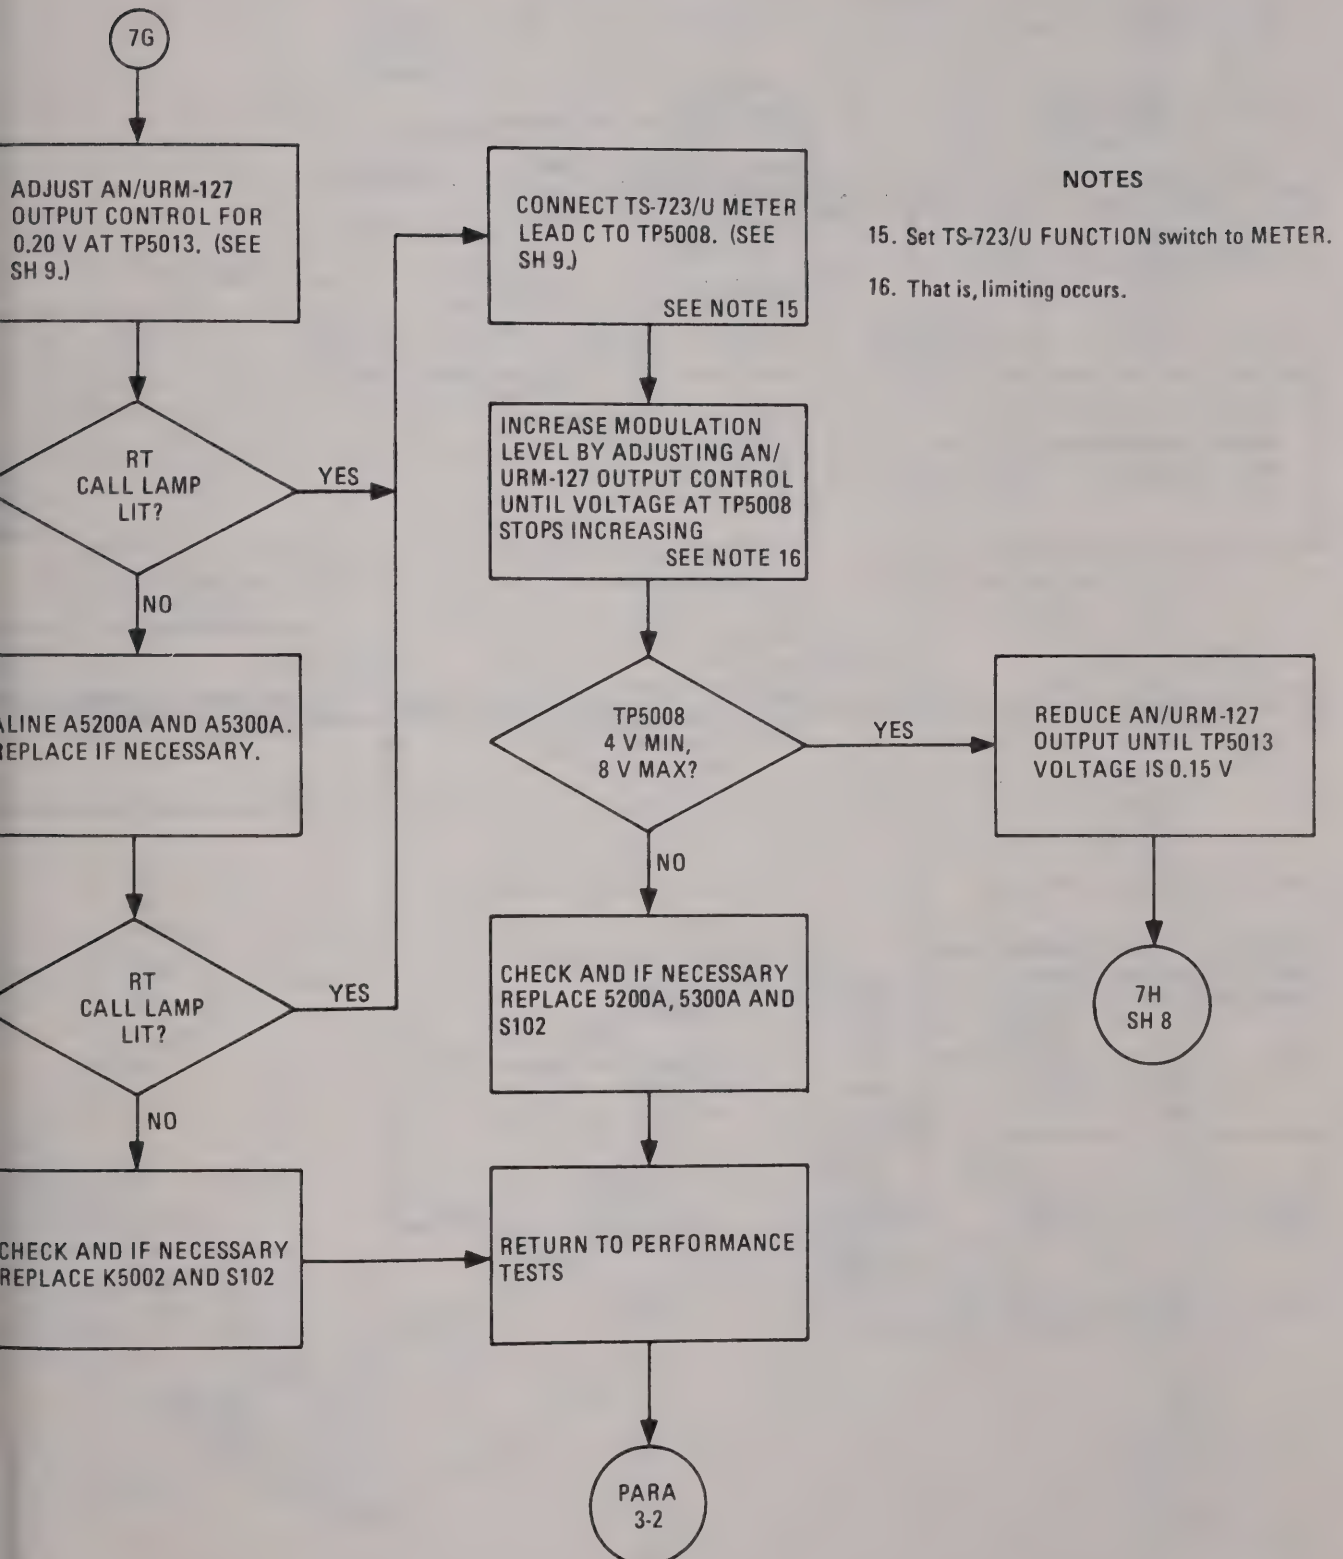 7G
ADJUST AN/URM-127
OUTPUT CONTROL FOR
0.20 V AT TP5013. (SEE
SH 9.)
RT
CALL LAMP
LIT?
YES
NO
ALINE A5200A AND A5300A.
REPLACE IF NECESSARY.
RT
CALL LAMP
LIT?
YES
NO
CHECK AND IF NECESSARY
REPLACE K5002 AND S102
CONNECT TS-723/U METER
LEAD C TO TP5008. (SEE
SH 9.)
SEE NOTE 15
INCREASE MODULATION
LEVEL BY ADJUSTING AN/
URM-127 OUTPUT CONTROL
UNTIL VOLTAGE AT TP5008
STOPS INCREASING
SEE NOTE 16
TP5008
4 V MIN,
8 V MAX?
YES
NO
CHECK AND IF NECESSARY
REPLACE 5200A, 5300A AND
S102
RETURN TO PERFORMANCE
TESTS
PARA
3-2
NOTES
15. Set TS-723/U FUNCTION switch to METER.
16. That is, limiting occurs.
REDUCE AN/URM-127
OUTPUT UNTIL TP5013
VOLTAGE IS 0.15 V
7H
SH 8